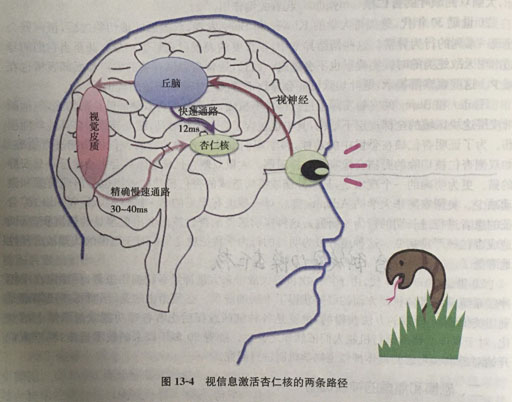 丘脑
快速通路
12ms
视神经
视觉皮质
杏仁核
精确慢速通路
30~40ms
图 13-4 视信息激活杏仁核的两条路径